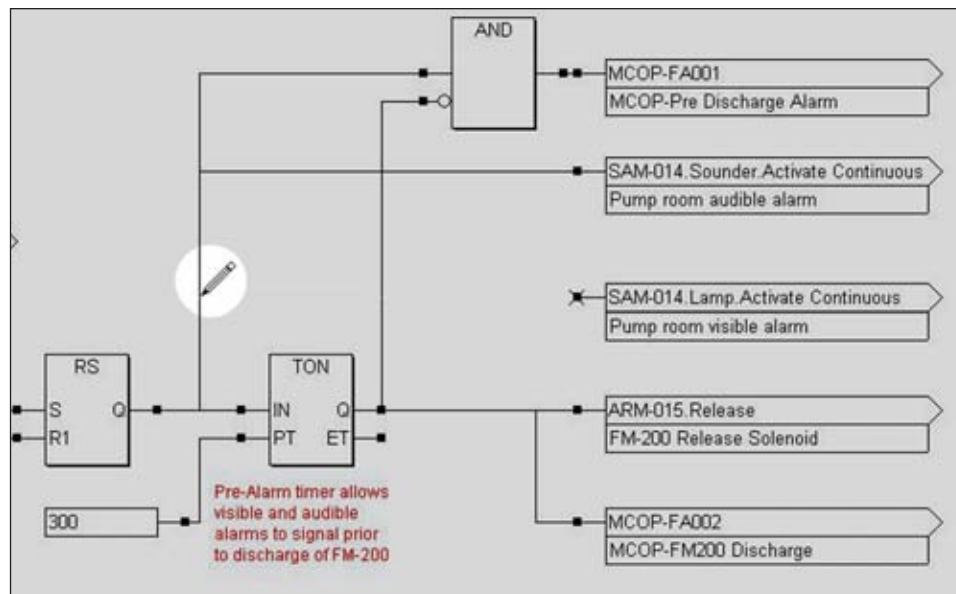 AND
MCOP-FA001
MCOP-Pre Discharge Alarm
SAM-014.Sounder.Activate Continuous
Pump room audible alarm
SAM-014.Lamp.Activate Continuous
Pump room visible alarm
RS
S Q
R1
TON
IN Q
PT ET
ARM-015.Release
FM-200 Release Solenoid
300
Pre-Alarm timer allows
visible and audible
alarms to signal prior
to discharge of FM-200
MCOP-FA002
MCOP-FM200 Discharge